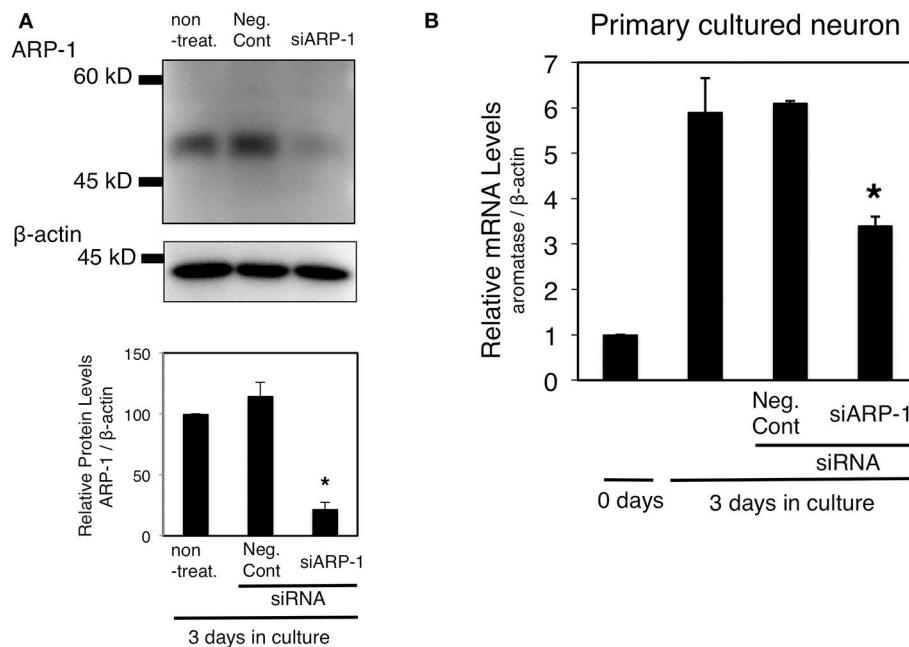 A
non
-treat.
Neg.
Cont
siARP-1
ARP-1
60 kD
45 kD
β-actin
45 kD
Relative Protein Levels
ARP-1 / β-actin
150
100
50
0
*
non
-treat.
Neg.
Cont
siARP-1
siRNA
3 days in culture
B
Primary cultured neuron
Relative mRNA Levels
aromatase / β-actin
7
6
5
4
3
2
1
0
*
Neg.
Cont
siARP-1
siRNA
0 days
3 days in culture